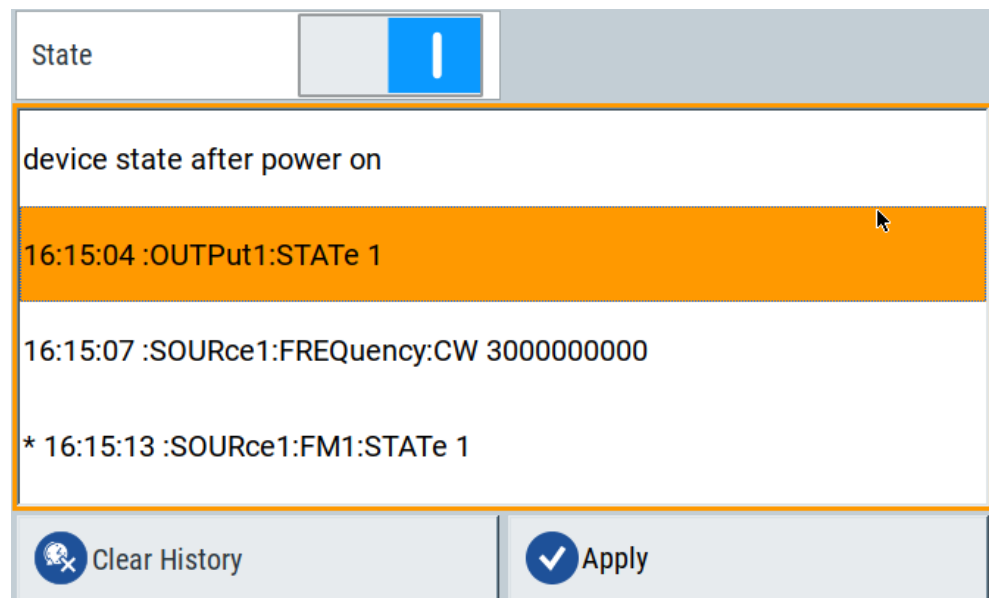 State
device state after power on
16:15:04 :OUTPut1:STATe 1
16:15:07 :SOURce1:FREQuency:CW 3000000000
* 16:15:13 :SOURce1:FM1:STATe 1
Clear History
Apply